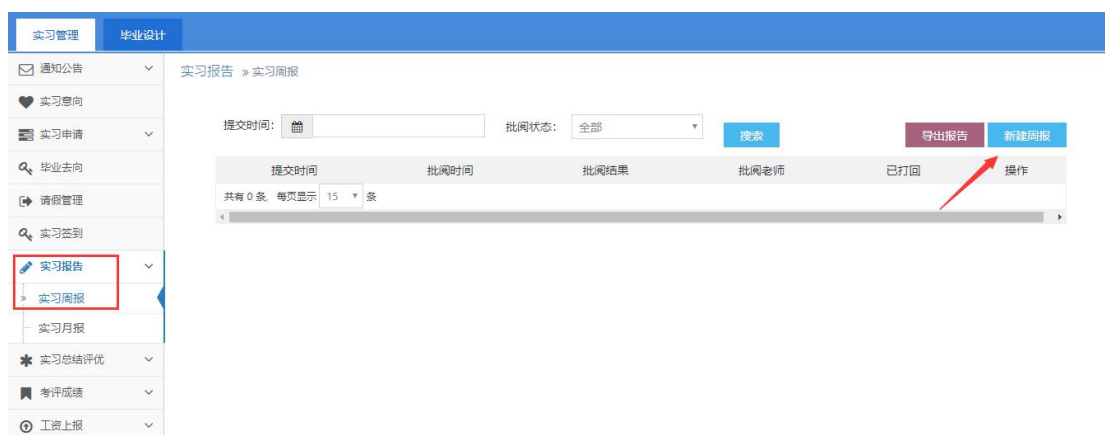 实习管理 毕业设计
通知公告
实习意向
实习申请
毕业去向
请假管理
实习签到
实习报告
» 实习周报
实习月报
实习总结评优
考评成绩
工资上报
实习报告 » 实习周报
提交时间: 批阅状态: 全部 搜索 导出报告 新建周报
提交时间 批阅时间 批阅结果 批阅老师 已打回 操作
共有 0 条, 每页显示 15 条